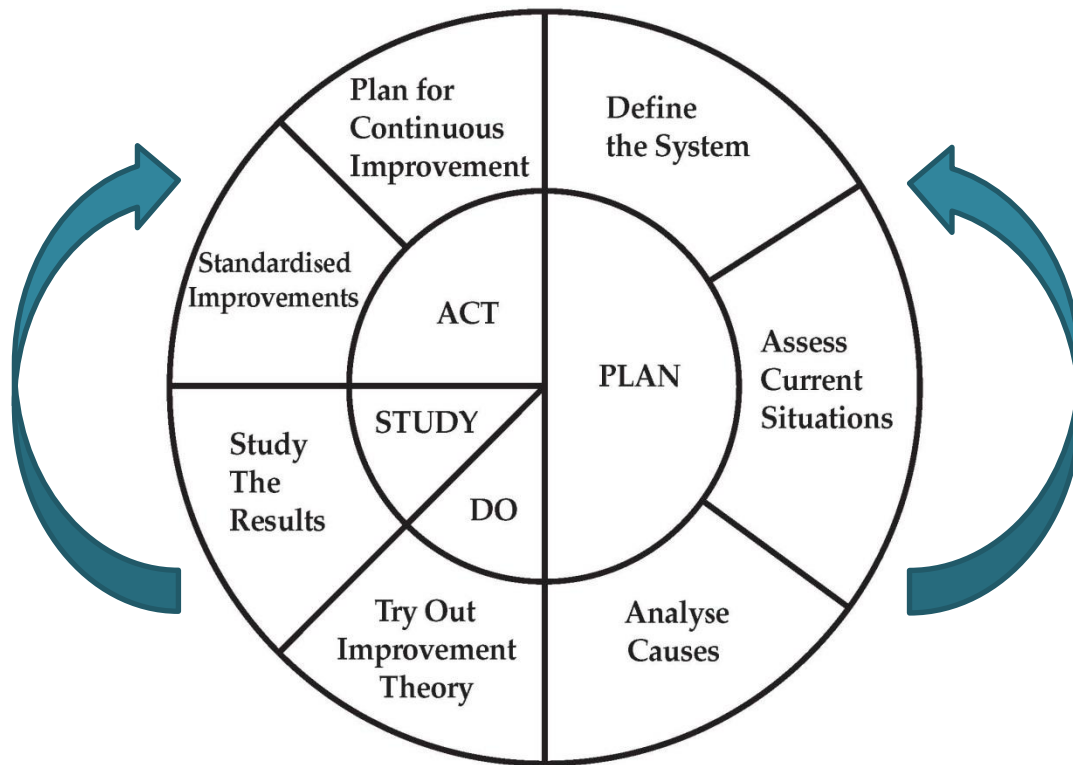 Plan for
Continuous
Improvement
Define
the System
Standardised
Improvements
ACT
PLAN
Assess
Current
Situations
STUDY
Study
The
Results
DO
Try Out
Improvement
Theory
Analyse
Causes